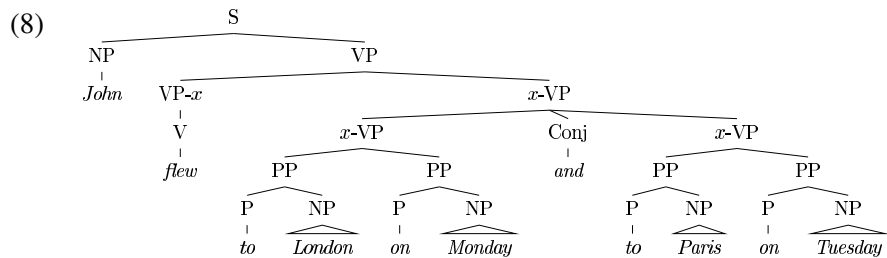 (8) S
NP VP
John VP-x x-VP
V x-VP Conj x-VP
flew PP PP and PP PP
P NP P NP P NP P NP
to London on Monday to Paris on Tuesday